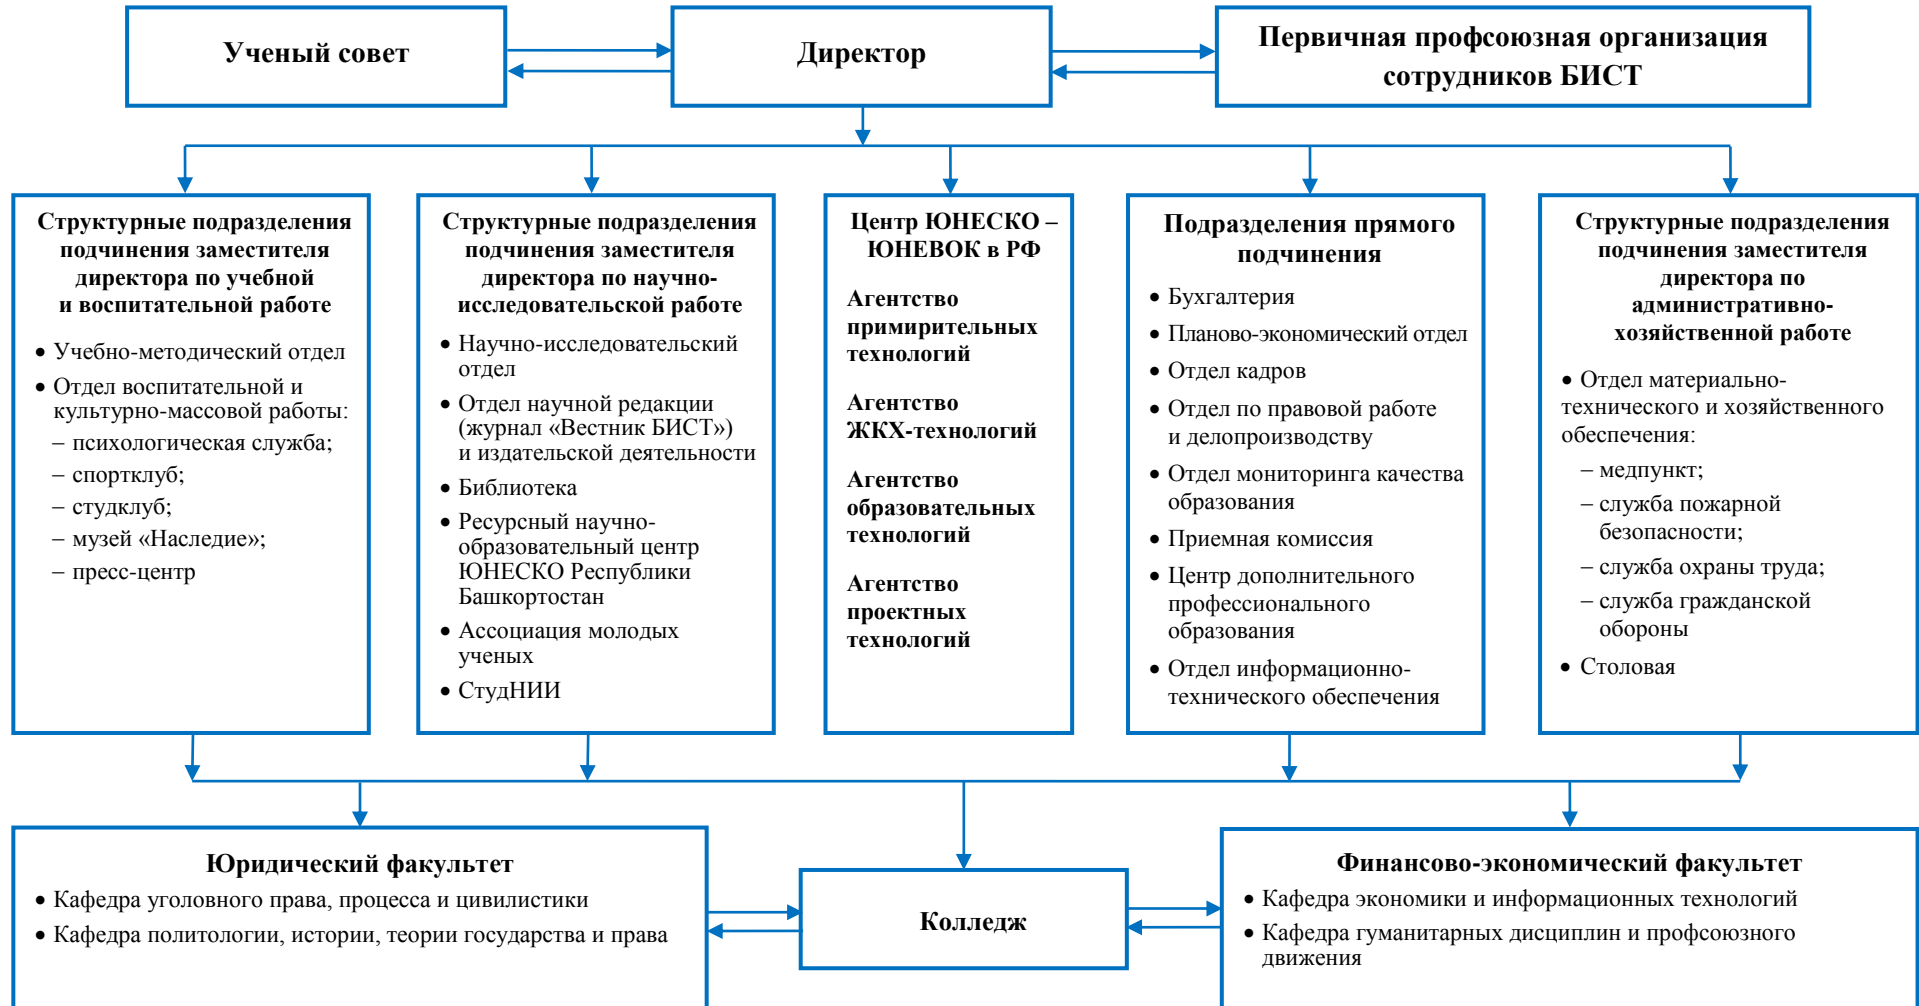 Ученый совет
Директор
Первичная профсоюзная организация
сотрудников БИСТ
Структурные подразделения
подчинения заместителя
директора по учебной
и воспитательной работе
• Учебно-методический отдел
• Отдел воспитательной и
культурно-массовой работы:
– психологическая служба;
– спортклуб;
– студклуб;
– музей «Наследие»;
– пресс-центр
Структурные подразделения
подчинения заместителя
директора по научно-
исследовательской работе
• Научно-исследовательский
отдел
• Отдел научной редакции
(журнал «Вестник БИСТ»)
и издательской деятельности
• Библиотека
• Ресурсный научно-
образовательный центр
ЮНЕСКО Республики
Башкортостан
• Ассоциация молодых
ученых
• СтудНИИ
Центр ЮНЕСКО –
ЮНЕВОК в РФ
Агентство
примирительных
технологий
Агентство
ЖКХ-технологий
Агентство
образовательных
технологий
Агентство
проектных
технологий
Подразделения прямого
подчинения
• Бухгалтерия
• Планово-экономический отдел
• Отдел кадров
• Отдел по правовой работе
и делопроизводству
• Отдел мониторинга качества
образования
• Приемная комиссия
• Центр дополнительного
профессионального
образования
• Отдел информационно-
технического обеспечения
Структурные подразделения
подчинения заместителя
директора по
административно-
хозяйственной работе
• Отдел материально-
технического и хозяйственного
обеспечения:
– медпункт;
– служба пожарной
безопасности;
– служба охраны труда;
– служба гражданской
обороны
• Столовая
Юридический факультет
• Кафедра уголовного права, процесса и цивилистики
• Кафедра политологии, истории, теории государства и права
Колледж
Финансово-экономический факультет
• Кафедра экономики и информационных технологий
• Кафедра гуманитарных дисциплин и профсоюзного
движения